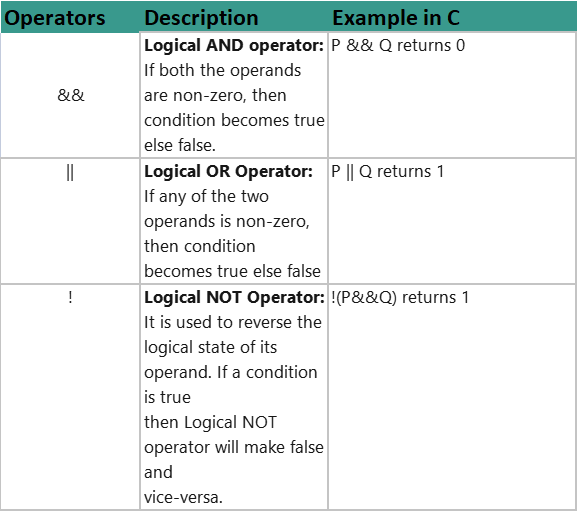 Operators Description Example in C
&&
Logical AND operator:
If both the operands
are non-zero, then
condition becomes true
else false.
P && Q returns 0
||
Logical OR Operator:
If any of the two
operands is non-zero,
then condition
becomes true else false
P || Q returns 1
!
Logical NOT Operator:
It is used to reverse the
logical state of its
operand. If a condition
is true
then Logical NOT
operator will make false
and
vice-versa.
!(P&&Q) returns 1